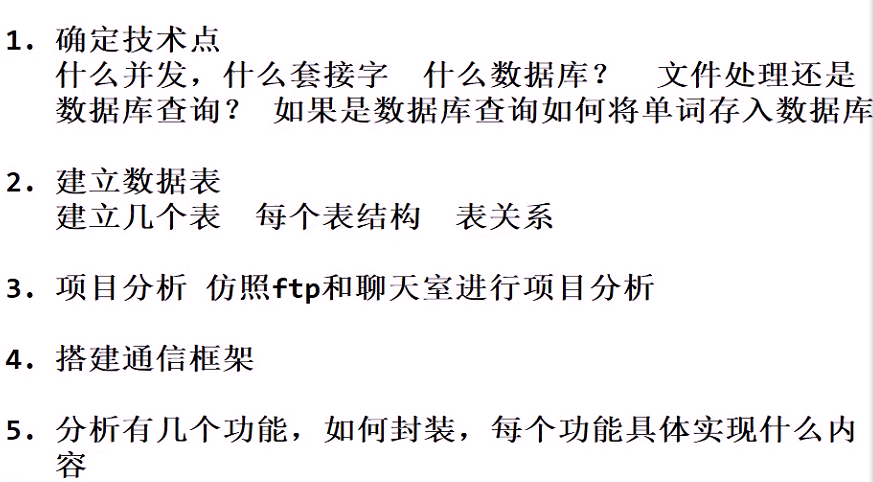 1. 确定技术点
什么并发，什么套接字  什么数据库？  文件处理还是
数据库查询？ 如果是数据库查询如何将单词存入数据库
2. 建立数据表
建立几个表  每个表结构  表关系
3. 项目分析 仿照ftp和聊天室进行项目分析
4. 搭建通信框架
5. 分析有几个功能，如何封装，每个功能具体实现什么内
容